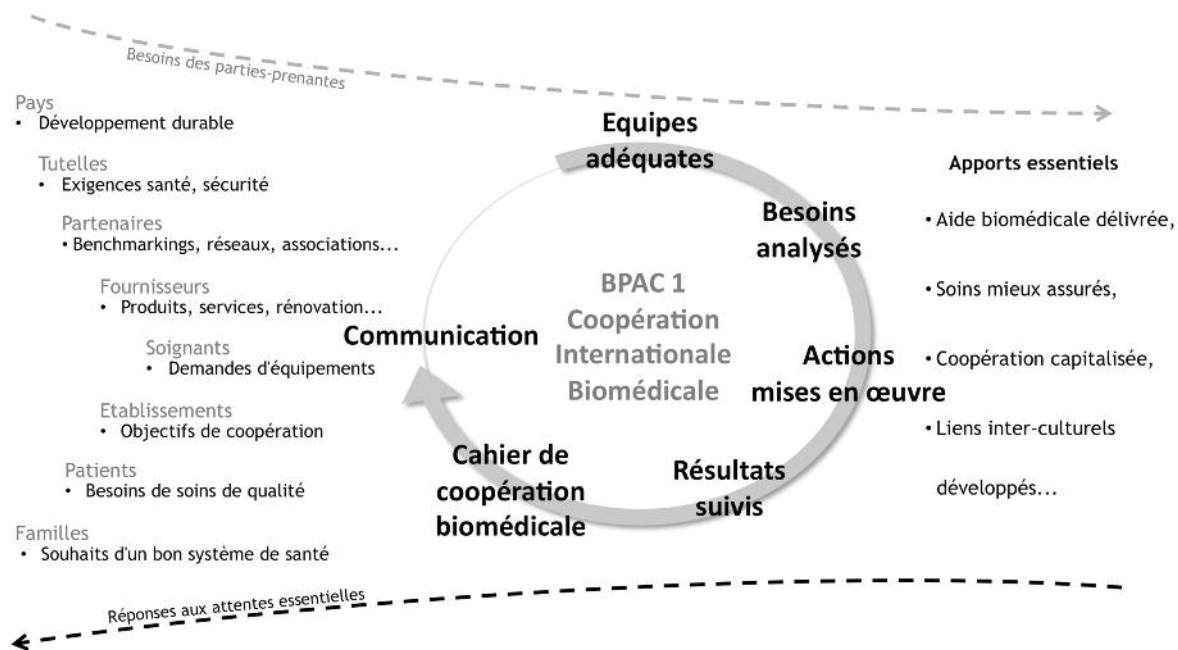 Besoins des parties-prenantes
Pays
• Développement durable
Tutelles
• Exigences santé, sécurité
Partenaires
• Benchmarkings, réseaux, associations...
Fournisseurs
• Produits, services, rénovation...
Soignants
• Demandes d'équipements
Etablissements
• Objectifs de coopération
Patients
• Besoins de soins de qualité
Familles
• Souhaits d'un bon système de santé
Equipes
adéquates
Besoins
analysés
Actions
mises en œuvre
Résultats
suivis
Cahier de
coopération
biomédicale
Communication
BPAC 1
Coopération
Internationale
Biomédicale
Apports essentiels
• Aide biomédicale délivrée,
• Soins mieux assurés,
• Coopération capitalisée,
• Liens inter-culturels
développés...
Réponses aux attentes essentielles